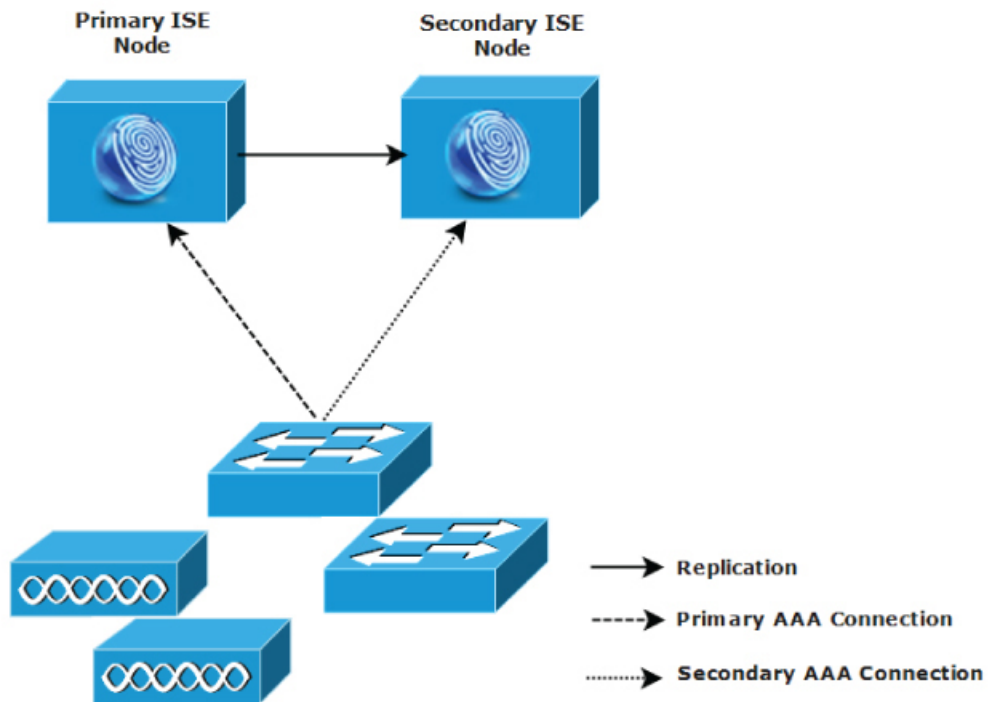 Primary ISE
Node
Secondary ISE
Node
Replication
Primary AAA Connection
Secondary AAA Connection